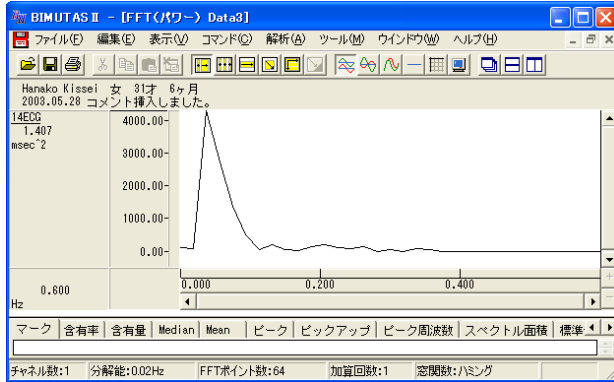 BIMUTASⅡ - [FFT(パワー) Data3]
ファイル(F) 編集(E) 表示(V) コマンド(C) 解析(A) ツール(M) ウインドウ(W) ヘルプ(H)
Hanako Kissei 女 31才 6ヶ月
2003.05.28 コメント挿入しました。
14ECG
1.407
msec^2
4000.00
3000.00
2000.00
1000.00
0.00
0.600
Hz
0.000 0.200 0.400
マーク 含有率 含有量 Median Mean ピーク ピックアップ ピーク周波数 スペクトル面積 標準
チャネル数:1 分解能:0.02Hz FFTポイント数:64 加算回数:1 窓関数:ハミング